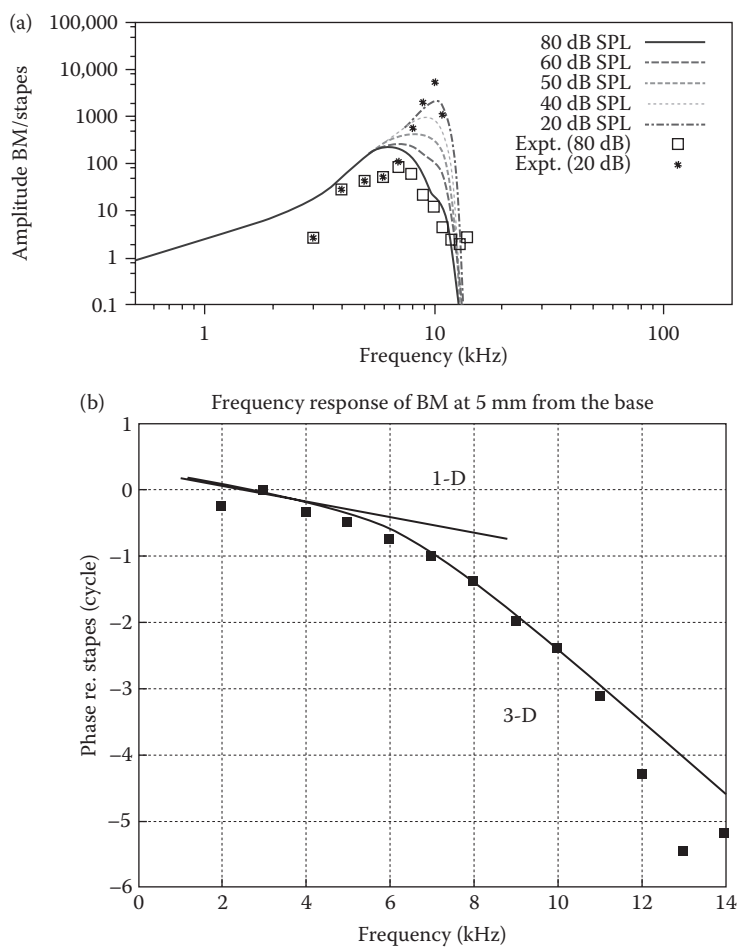 (a)
100,000
10,000
1000
100
10
1
0.1
Amplitude BM/stapes
80 dB SPL
60 dB SPL
50 dB SPL
40 dB SPL
20 dB SPL
Expt. (80 dB)
Expt. (20 dB)
1 10 100
Frequency (kHz)
(b)
Frequency response of BM at 5 mm from the base
1
0
–1
–2
–3
–4
–5
–6
Phase re. stapes (cycle)
1-D
3-D
0 2 4 6 8 10 12 14
Frequency (kHz)